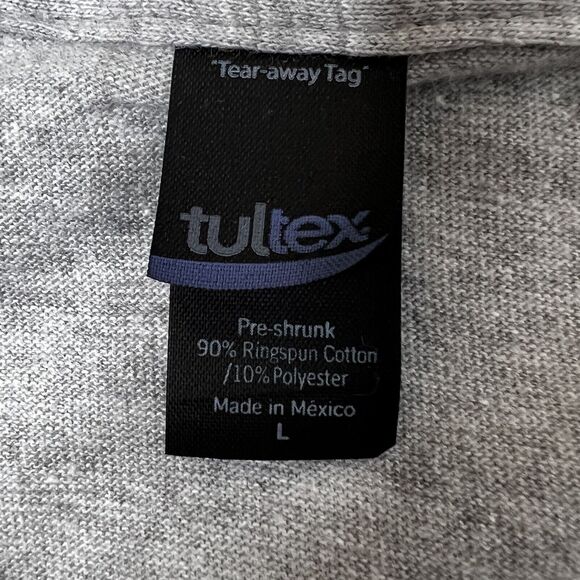 "Tear-away Tag"
tultex
Pre-shrunk
90% Ringspun Cotton
/10% Polyester
Made in México
L